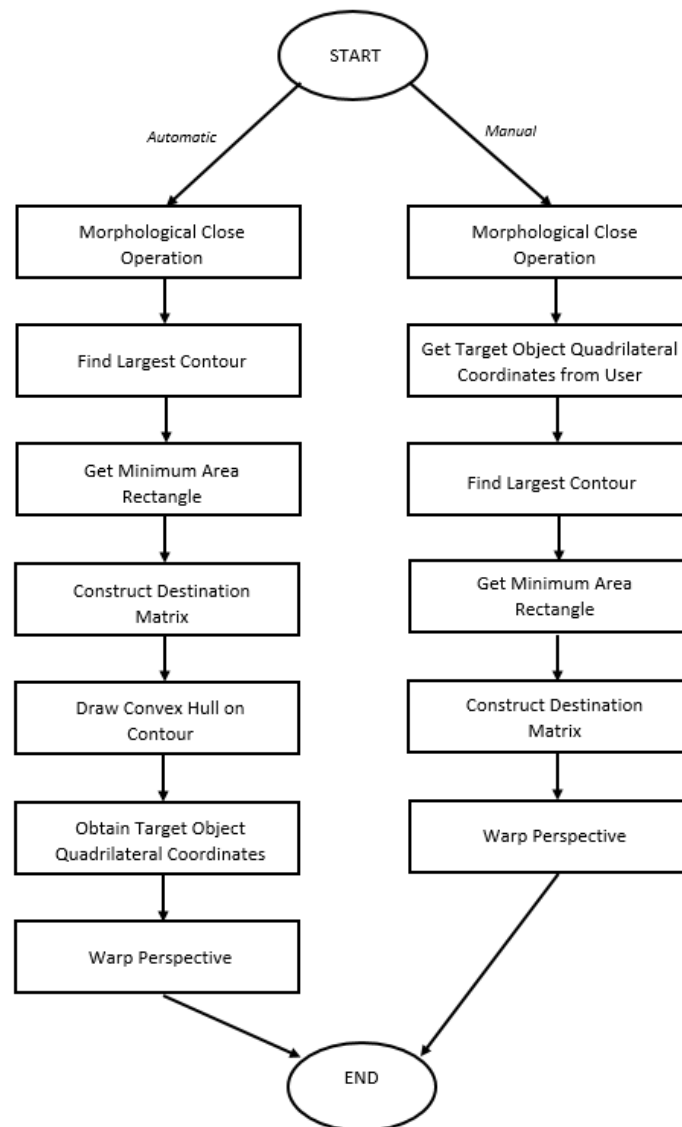 START
Automatic
Manual
Morphological Close
Operation
Find Largest Contour
Get Minimum Area
Rectangle
Construct Destination
Matrix
Draw Convex Hull on
Contour
Obtain Target Object
Quadrilateral Coordinates
Warp Perspective
Morphological Close
Operation
Get Target Object Quadrilateral
Coordinates from User
Find Largest Contour
Get Minimum Area
Rectangle
Construct Destination
Matrix
Warp Perspective
END